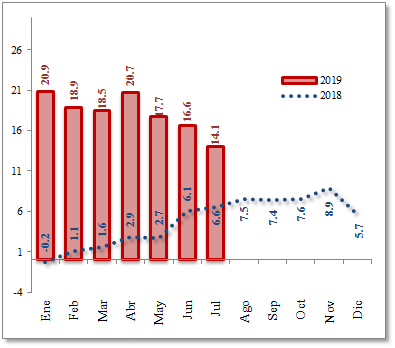 26
21
16
11
6
1
-4
20.9
18.9
18.5
20.7
17.7
16.6
14.1
2019
2018
-0.2
1.1
1.6
2.9
2.7
6.1
6.6
7.5
7.4
7.6
8.9
5.7
Ene
Feb
Mar
Abr
May
Jun
Jul
Ago
Sep
Oct
Nov
Dic